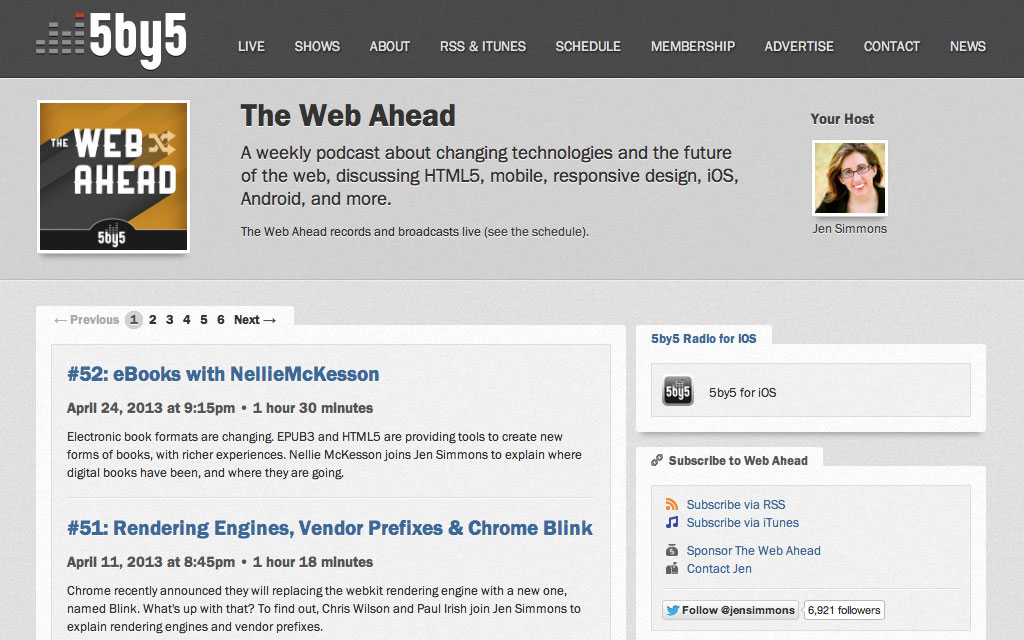 5by5
LIVE SHOWS ABOUT RSS & ITUNES SCHEDULE MEMBERSHIP ADVERTISE CONTACT NEWS
THE WEB
AHEAD
5by5
The Web Ahead
A weekly podcast about changing technologies and the future
of the web, discussing HTML5, mobile, responsive design, iOS,
Android, and more.
The Web Ahead records and broadcasts live (see the schedule).
Your Host
Jen Simmons
← Previous 1 2 3 4 5 6 Next →
#52: eBooks with NellieMcKesson
April 24, 2013 at 9:15pm • 1 hour 30 minutes
Electronic book formats are changing. EPUB3 and HTML5 are providing tools to create new
forms of books, with richer experiences. Nellie McKesson joins Jen Simmons to explain where
digital books have been, and where they are going.
#51: Rendering Engines, Vendor Prefixes & Chrome Blink
April 11, 2013 at 8:45pm • 1 hour 18 minutes
Chrome recently announced they will replacing the webkit rendering engine with a new one,
named Blink. What's up with that? To find out, Chris Wilson and Paul Irish join Jen Simmons to
explain rendering engines and vendor prefixes.
5by5 Radio for iOS
5by5
5by5 for iOS
Subscribe to Web Ahead
Subscribe via RSS
Subscribe via iTunes
Sponsor The Web Ahead
Contact Jen
Follow @jensimmons 6,921 followers